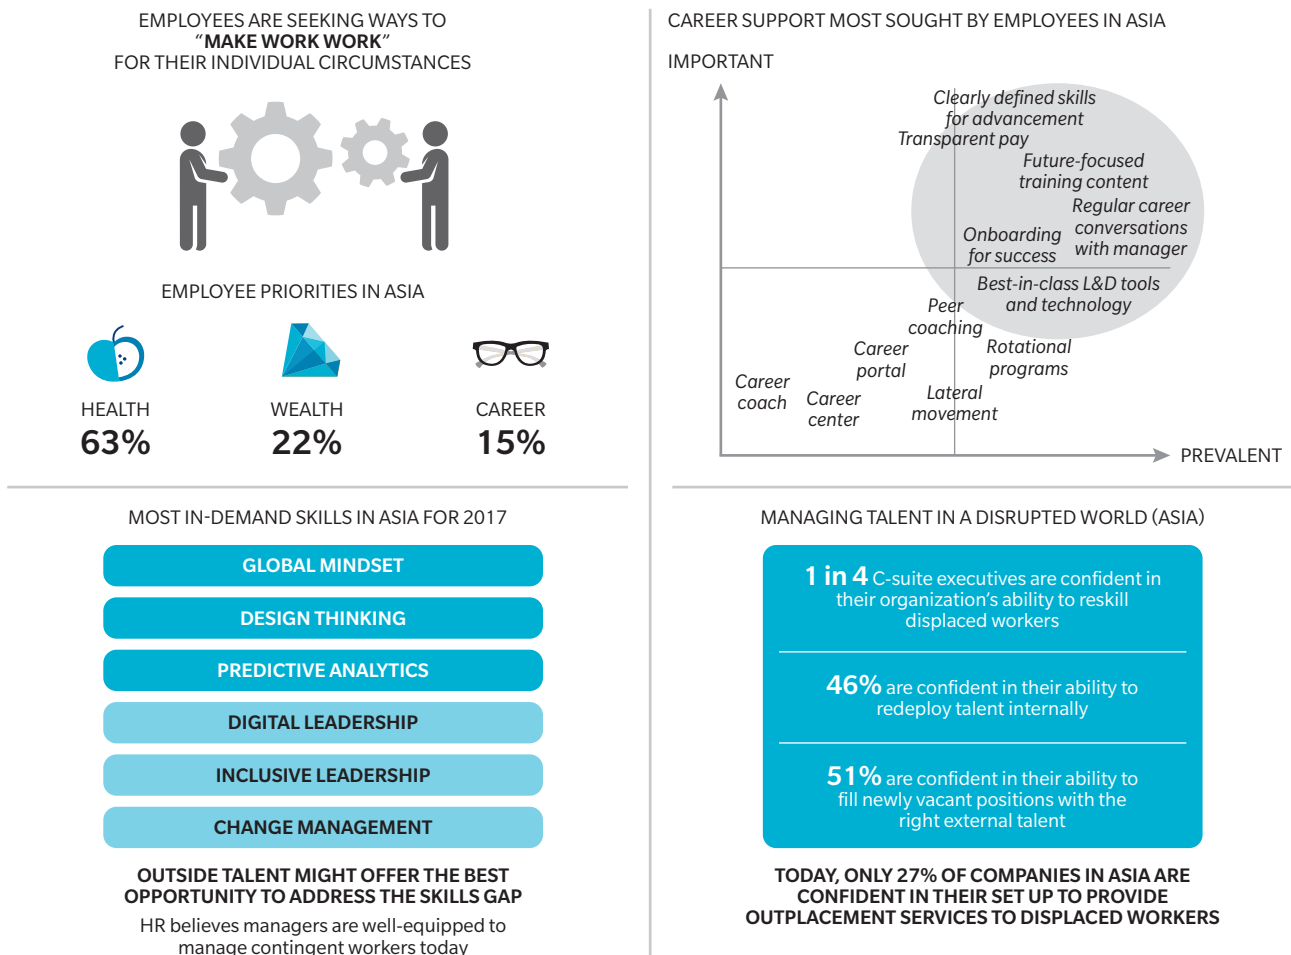 EMPLOYEES ARE SEEKING WAYS TO
“MAKE WORK WORK”
FOR THEIR INDIVIDUAL CIRCUMSTANCES
EMPLOYEE PRIORITIES IN ASIA
HEALTH
63%
WEALTH
22%
CAREER
15%
CAREER SUPPORT MOST SOUGHT BY EMPLOYEES IN ASIA
IMPORTANT
Clearly defined skills
for advancement
Transparent pay
Future-focused
training content
Regular career
conversations
with manager
Onboarding
for success
Best-in-class L&D tools
and technology
Peer
coaching
Rotational
programs
Career
portal
Lateral
movement
Career
coach
Career
center
PREVALENT
MOST IN-DEMAND SKILLS IN ASIA FOR 2017
GLOBAL MINDSET
DESIGN THINKING
PREDICTIVE ANALYTICS
DIGITAL LEADERSHIP
INCLUSIVE LEADERSHIP
CHANGE MANAGEMENT
OUTSIDE TALENT MIGHT OFFER THE BEST
OPPORTUNITY TO ADDRESS THE SKILLS GAP
HR believes managers are well-equipped to
manage contingent workers today
MANAGING TALENT IN A DISRUPTED WORLD (ASIA)
1 in 4 C-suite executives are confident in
their organization’s ability to reskill
displaced workers
46% are confident in their ability to
redeploy talent internally
51% are confident in their ability to
fill newly vacant positions with the
right external talent
TODAY, ONLY 27% OF COMPANIES IN ASIA ARE
CONFIDENT IN THEIR SET UP TO PROVIDE
OUTPLACEMENT SERVICES TO DISPLACED WORKERS